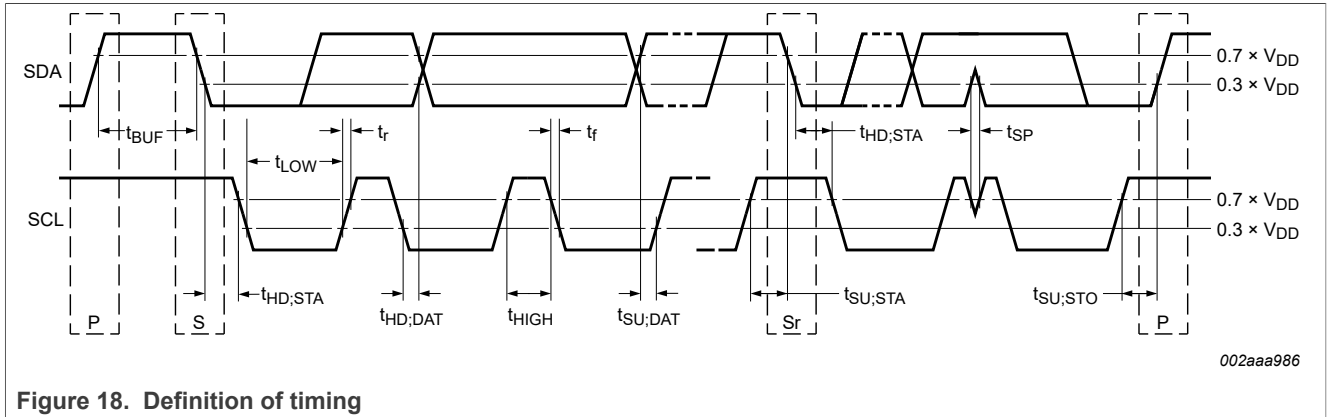 SDA
0.7 × VDD
0.3 × VDD
tBUF
tLOW
tr
tf
tHD;STA
tSP
SCL
0.7 × VDD
0.3 × VDD
tHD;STA
tHD;DAT
tHIGH
tSU;DAT
tSU;STA
tSU;STO
P
S
Sr
P
002aaa986
Figure 18. Definition of timing